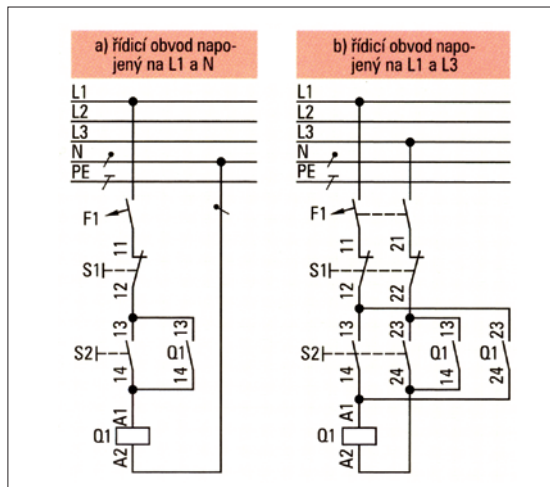 a) řídicí obvod napo-
jený na L1 a N
L1
L2
L3
N
PE
F1
11
S1
12
13
13
S2
Q1
14
14
A1
Q1
A2
b) řídicí obvod napo-
jený na L1 a L3
L1
L2
L3
N
PE
F1
11
21
S1
12
22
13
23
13
23
S2
Q1
Q1
14
24
14
24
A1
Q1
A2